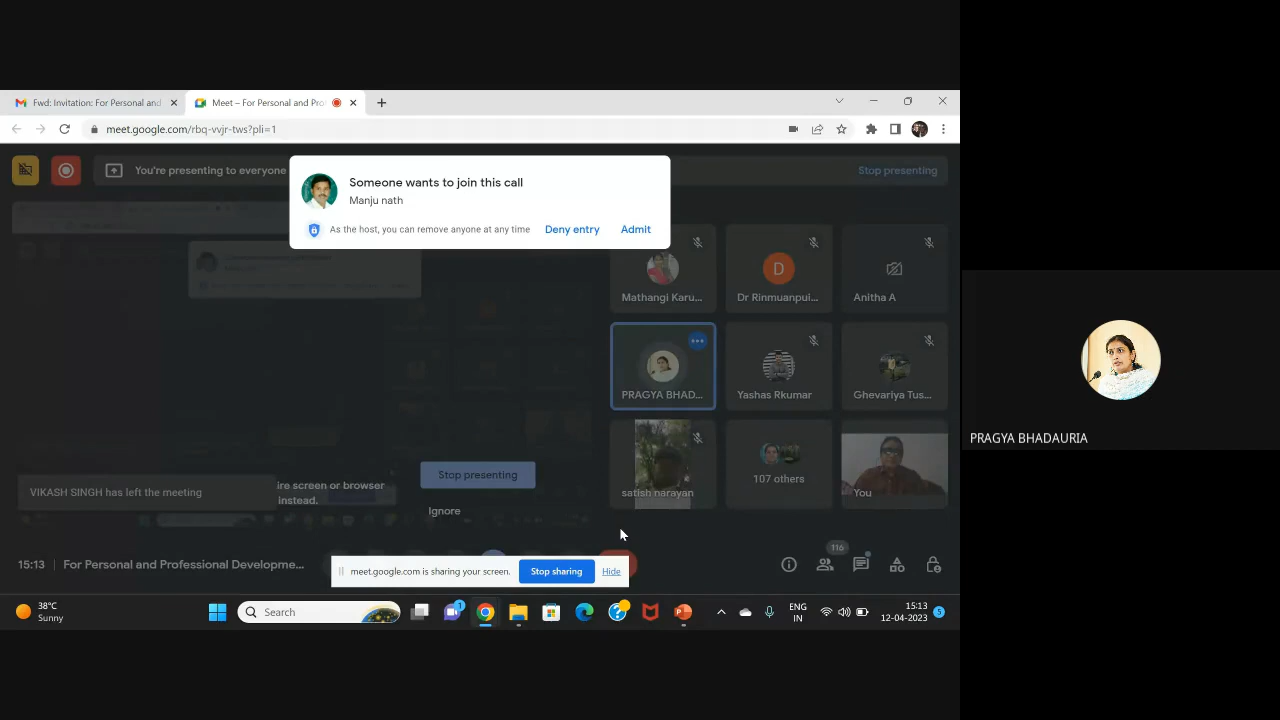 Fwd: Invitation: For Personal and
Meet – For Personal and Pro
meet.google.com/rbq-vvjr-tws?pli=1
You're presenting to everyone
Stop presenting
Someone wants to join this call
Manju nath
As the host, you can remove anyone at any time
Deny entry
Admit
Mathangi Karu...
D
Dr Rinmuanpui...
Anitha A
PRAGYA BHAD...
Yashas Rkumar
Ghevariya Tus...
PRAGYA BHADAURIA
Stop presenting
VIKASH SINGH has left the meeting
ire screen or browser
instead.
Ignore
satish narayan
107 others
You
15:13
For Personal and Professional Developme...
meet.google.com is sharing your screen.
Stop sharing
Hide
116
38°C
Sunny
Search
1
ENG
IN
15:13
12-04-2023
5